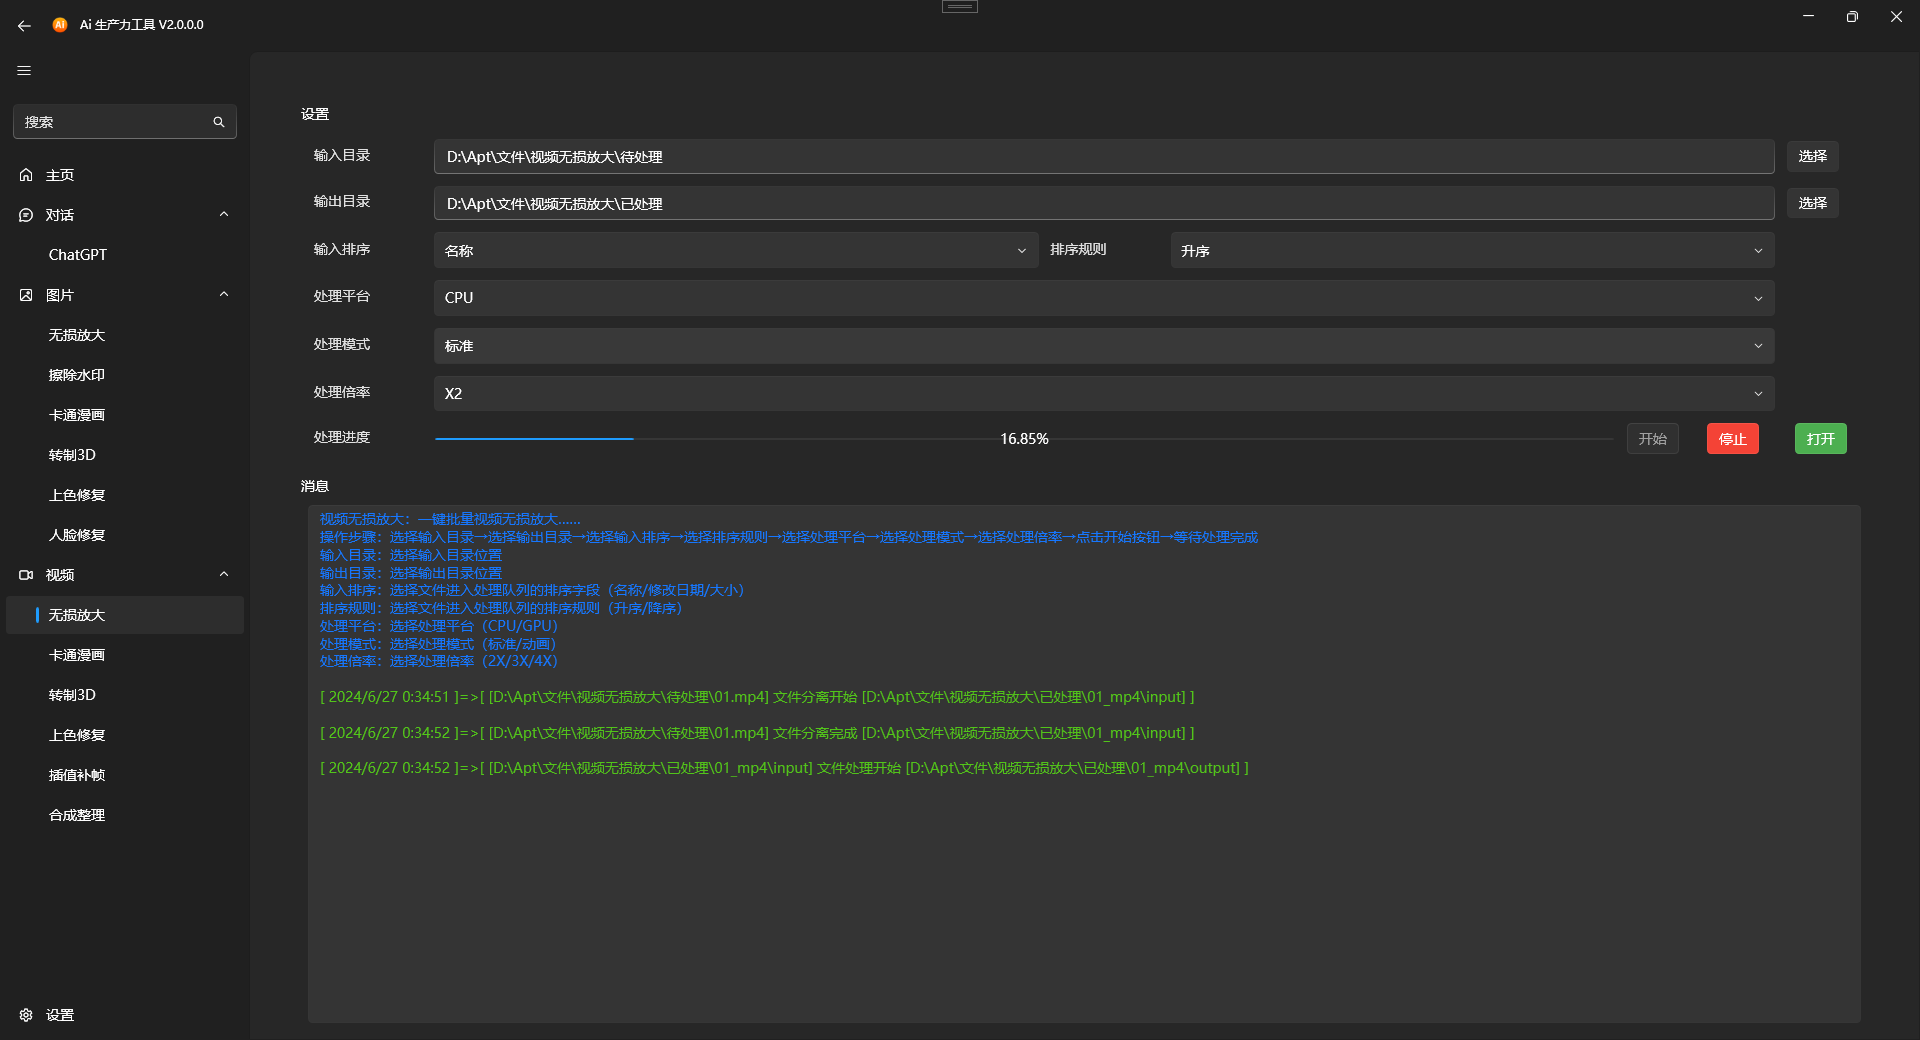 Ai 生产力工具 V2.0.0.0
搜索
主页
对话
ChatGPT
图片
无损放大
擦除水印
卡通漫画
转制3D
上色修复
人脸修复
视频
无损放大
卡通漫画
转制3D
上色修复
插值补帧
合成整理
设置
设置
输入目录 D:\Apt\文件\视频无损放大\待处理 选择
输出目录 D:\Apt\文件\视频无损放大\已处理 选择
输入排序 名称 排序规则 升序
处理平台 CPU
处理模式 标准
处理倍率 X2
处理进度 16.85% 开始 停止 打开
消息
视频无损放大：一键批量视频无损放大......
操作步骤：选择输入目录→选择输出目录→选择输入排序→选择排序规则→选择处理平台→选择处理模式→选择处理倍率→点击开始按钮→等待处理完成
输入目录：选择输入目录位置
输出目录：选择输出目录位置
输入排序：选择文件进入处理队列的排序字段（名称/修改日期/大小）
排序规则：选择文件进入处理队列的排序规则（升序/降序）
处理平台：选择处理平台（CPU/GPU）
处理模式：选择处理模式（标准/动画）
处理倍率：选择处理倍率（2X/3X/4X）
[ 2024/6/27 0:34:51 ]=>[ [D:\Apt\文件\视频无损放大\待处理\01.mp4] 文件分离开始 [D:\Apt\文件\视频无损放大\已处理\01_mp4\input] ]
[ 2024/6/27 0:34:52 ]=>[ [D:\Apt\文件\视频无损放大\待处理\01.mp4] 文件分离完成 [D:\Apt\文件\视频无损放大\已处理\01_mp4\input] ]
[ 2024/6/27 0:34:52 ]=>[ [D:\Apt\文件\视频无损放大\已处理\01_mp4\input] 文件处理开始 [D:\Apt\文件\视频无损放大\已处理\01_mp4\output] ]